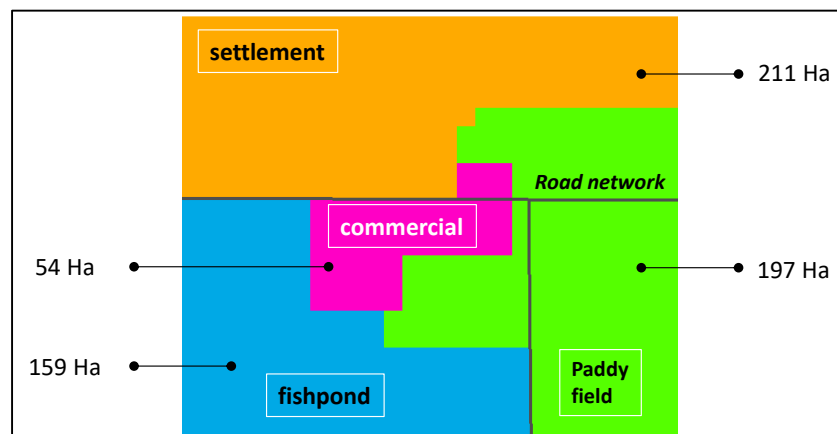 settlement
211 Ha
Road network
commercial
54 Ha
197 Ha
159 Ha
fishpond
Paddy
field